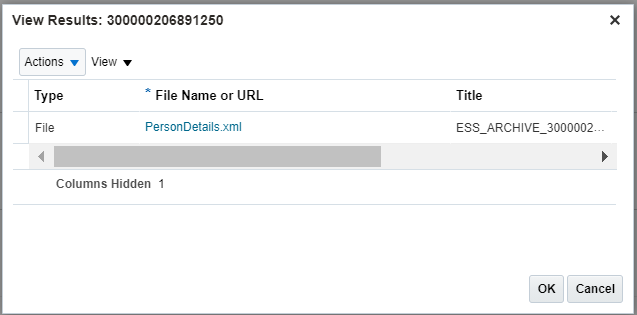 View Results: 300000206891250
Actions View
Type * File Name or URL Title
File PersonDetails.xml ESS_ARCHIVE_3000002...
Columns Hidden 1
OK Cancel